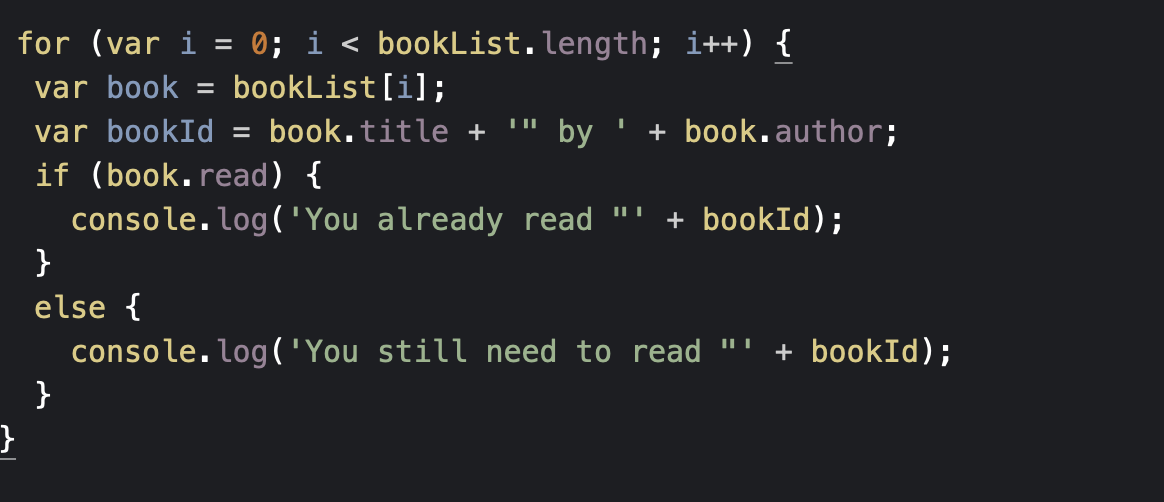 for (var i = 0; i < bookList.length; i++) {
 var book = bookList[i];
 var bookId = book.title + '" by ' + book.author;
 if (book.read) {
   console.log('You already read "' + bookId);
 }
 else {
   console.log('You still need to read "' + bookId);
 }
}